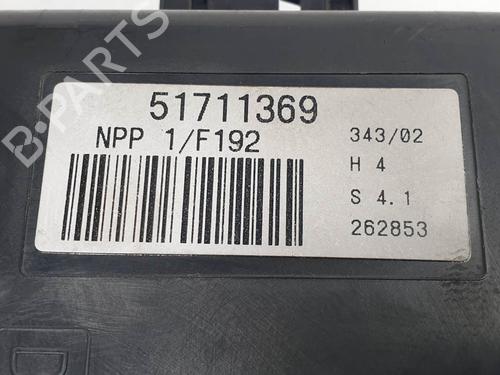 B-PARTS
51711369
NPP 1/F192
343/02
H 4
S 4.1
262853